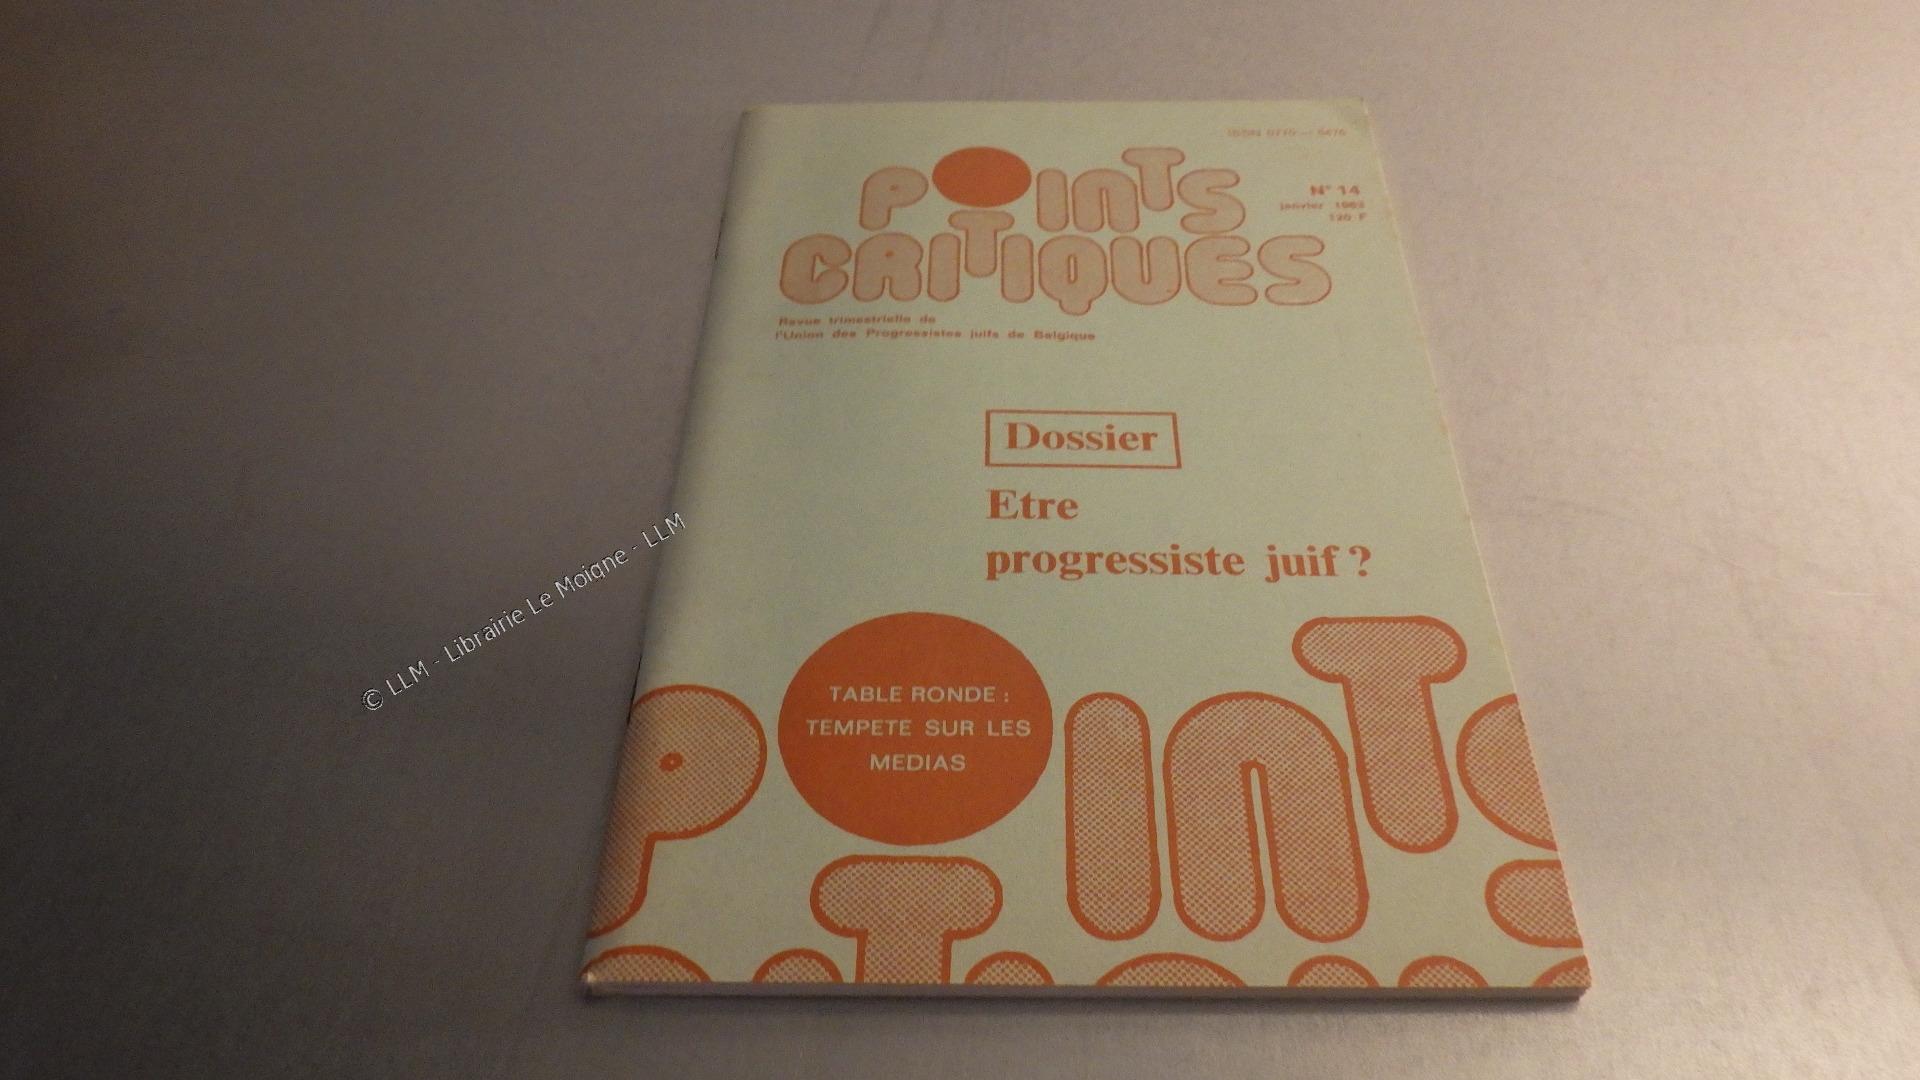 POINTS
CRITIQUES
N° 14
janvier 1983
120 F
Revue trimestrielle de
l'Union des Progressistes juifs de Belgique
Dossier
Etre
progressiste juif ?
TABLE RONDE :
TEMPETE SUR LES
MEDIAS
POINTS
© LLM - Librairie Le Moigne - LLM